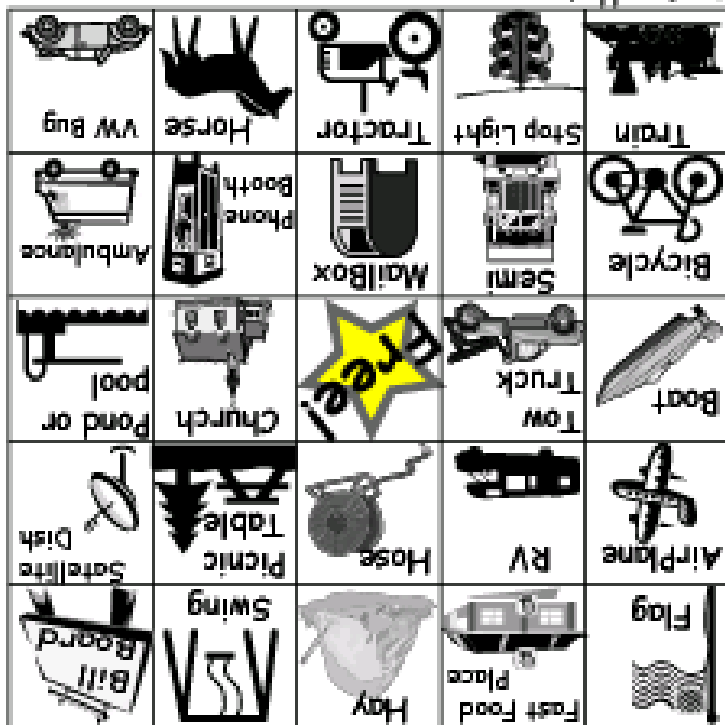 Flag
Fast Food
Place
Hay
Swing
Bill
Board
AirPlane
RV
Hose
Picnic
Table
Satellite
Dish
Boat
Tow
Truck
Free!
Church
Pond or
pool
Bicycle
Semi
MailBox
Phone
Booth
Ambulance
Train
Stop Light
Tractor
Horse
VW Bug